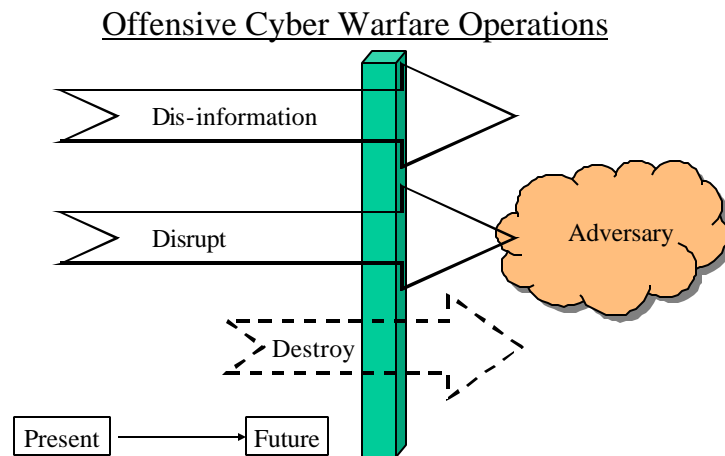 Offensive Cyber Warfare Operations
Dis-information
Disrupt
Adversary
Destroy
Present
Future